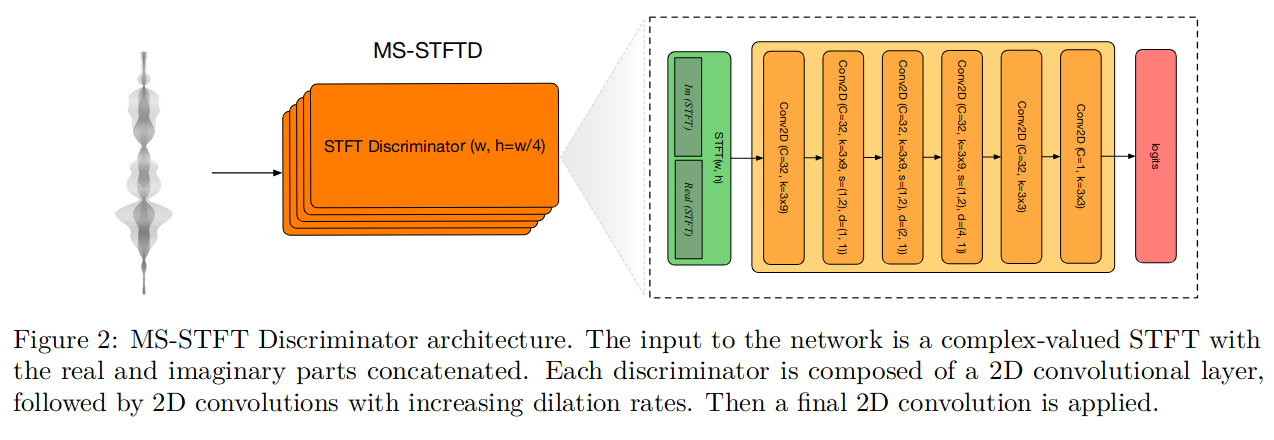 MS-STFTD
STFT Discriminator (w, h=w/4)
Im (STFT)
Real (STFT)
STFT(w, h)
Conv2D (C=32, k=3x9)
Conv2D (C=32, k=3x9, s=(1,2), d=(1, 1))
Conv2D (C=32, k=3x9, s=(1,2), d=(2, 1))
Conv2D (C=32, k=3x9, s=(1,2), d=(4, 1))
Conv2D (C=32, k=3x3)
Conv2D (C=1, k=3x3)
logits
Figure 2: MS-STFT Discriminator architecture. The input to the network is a complex-valued STFT with
the real and imaginary parts concatenated. Each discriminator is composed of a 2D convolutional layer,
followed by 2D convolutions with increasing dilation rates. Then a final 2D convolution is applied.